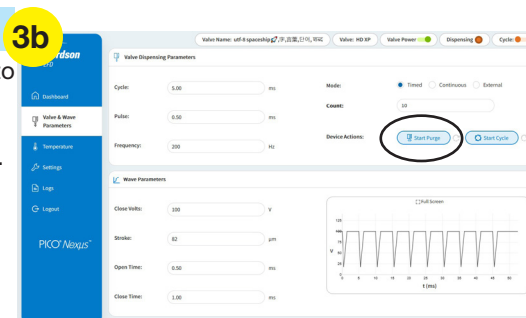 3b
to
rdson
Valve Name: utf-8 spaceship
Valve: HD XP
Valve Power
Dispensing
Cycle:
Dashboard
Valve & Wave
Parameters
Temperature
Settings
Logs
Logout
PICO® Nexus™
Valve Dispensing Parameters
Cycle: 5.00 ms
Pulse: 0.50 ms
Frequency: 200 Hz
Mode: Timed Continuous External
Count: 10
Device Actions: Start Purge Start Cycle
Wave Parameters
Close Volts: 100 V
Stroke: 82 µm
Open Time: 0.50 ms
Close Time: 1.00 ms
Full Screen
V
t (ms)